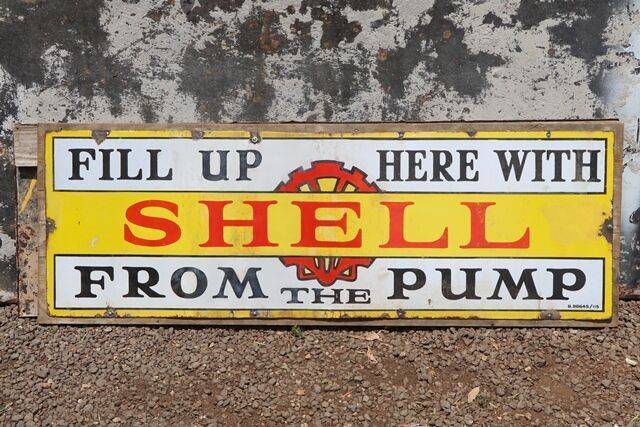 FILL UP HERE WITH
SHELL
FROM THE PUMP